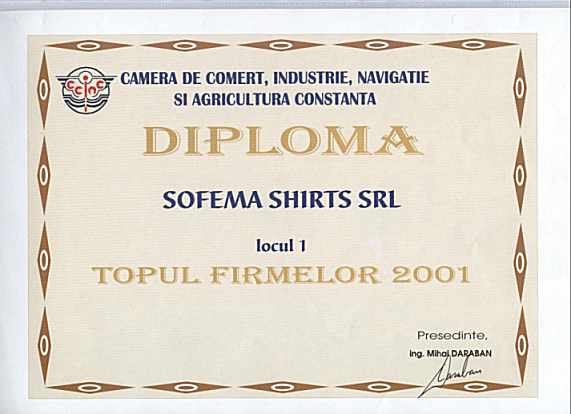 CCINC
CAMERA DE COMERT, INDUSTRIE, NAVIGATIE
SI AGRICULTURA CONSTANTA
DIPLOMA
SOFEMA SHIRTS SRL
locul 1
TOPUL FIRMELOR 2001
Presedinte,
ing. Mihai DARABAN
Daraban